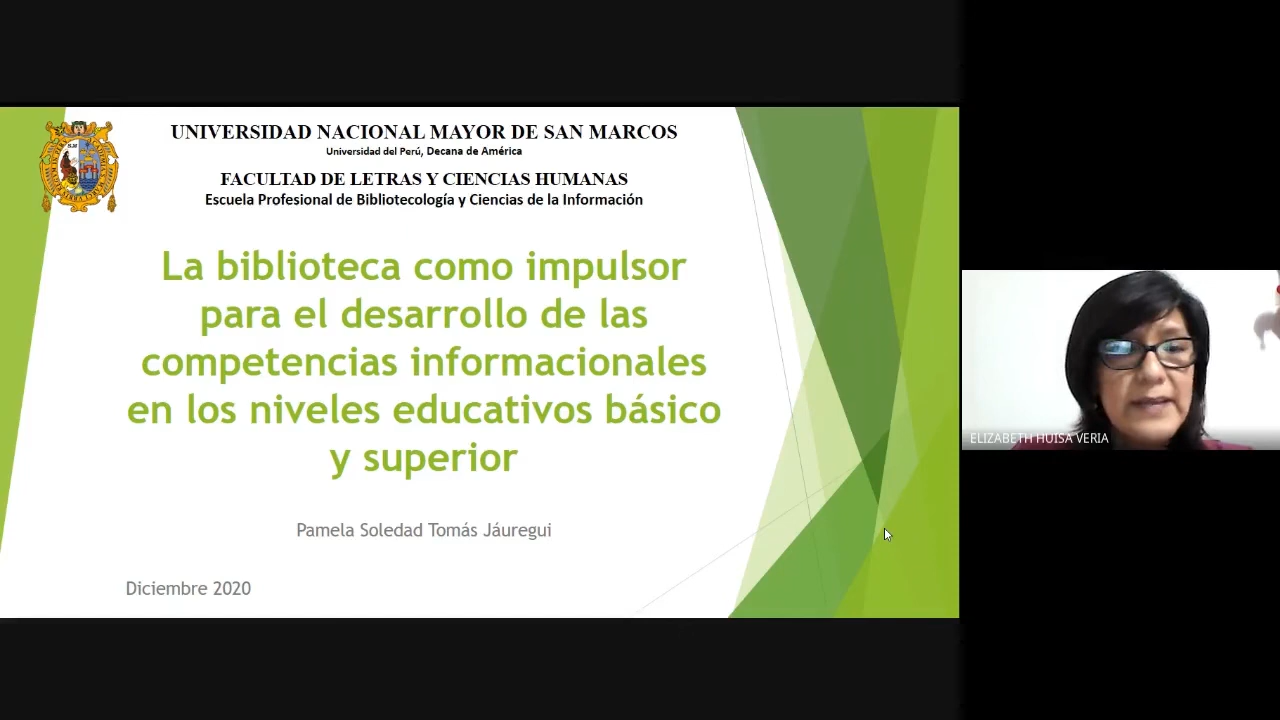 UNIVERSIDAD NACIONAL MAYOR DE SAN MARCOS
Universidad del Perú, Decana de América
FACULTAD DE LETRAS Y CIENCIAS HUMANAS
Escuela Profesional de Bibliotecología y Ciencias de la Información
La biblioteca como impulsor
para el desarrollo de las
competencias informacionales
en los niveles educativos básico
y superior
Pamela Soledad Tomás Jáuregui
Diciembre 2020
ELIZABETH HUISA VERIA